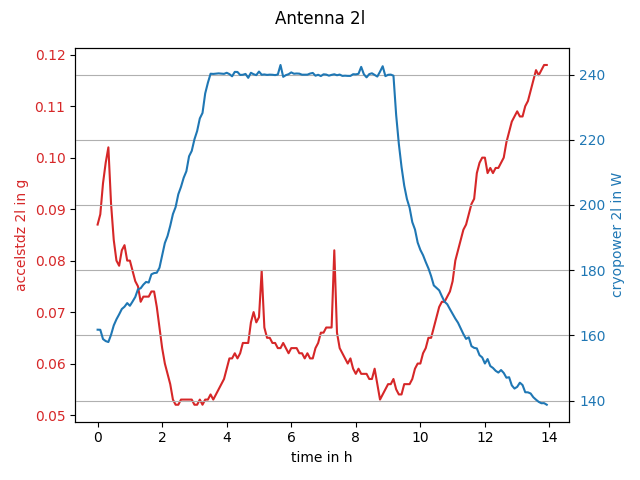 Antenna 2l
accelstdz 2l in g
0.12
0.11
0.10
0.09
0.08
0.07
0.06
0.05
240
220
200
180
160
140
cryopower 2l in W
0 2 4 6 8 10 12 14
time in h